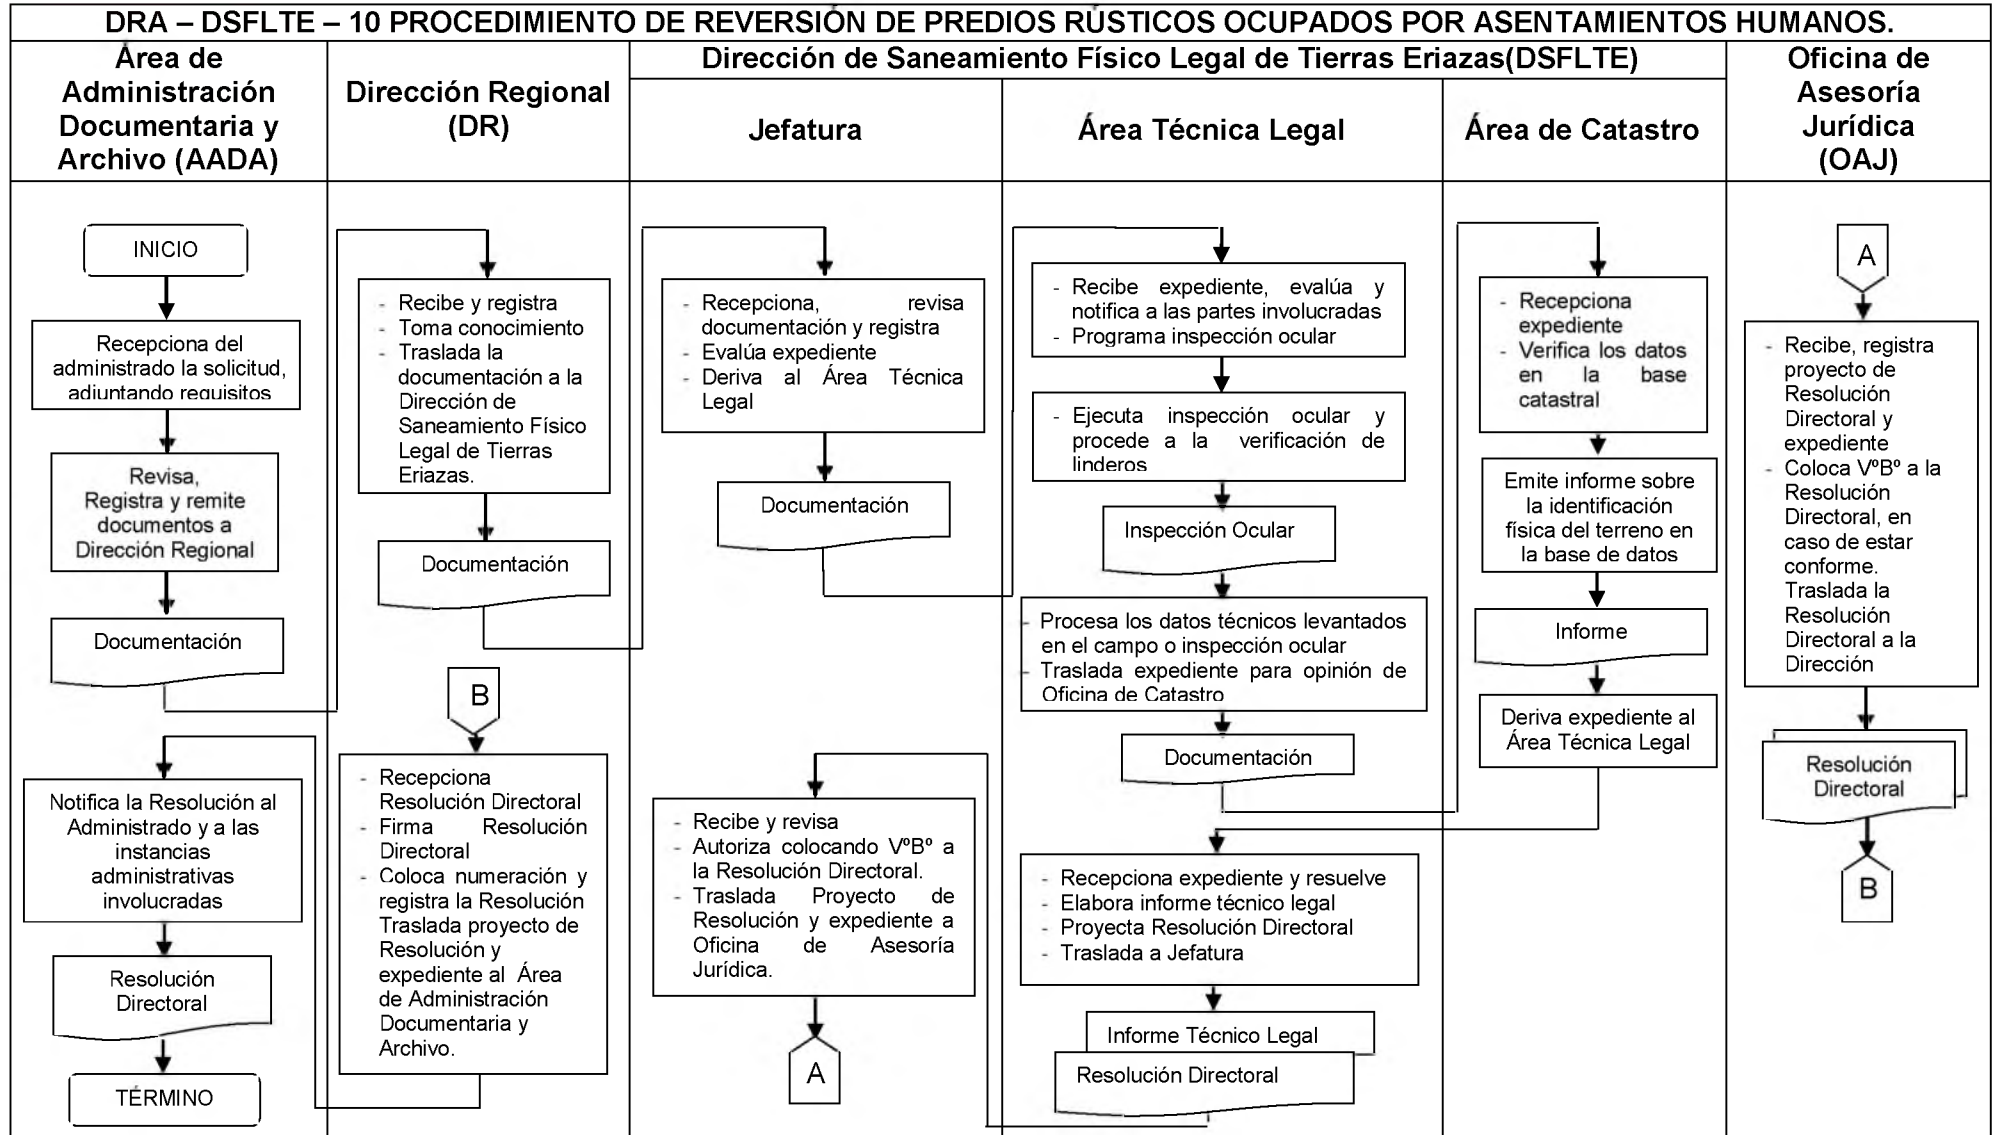 DRA – DSFLTE – 10 PROCEDIMIENTO DE REVERSIÓN DE PREDIOS RÚSTICOS OCUPADOS POR ASENTAMIENTOS HUMANOS.
Área de
Administración
Documentaria y
Archivo (AADA)
Dirección Regional
(DR)
Dirección de Saneamiento Físico Legal de Tierras Eriazas(DSFLTE)
Jefatura
Área Técnica Legal
Área de Catastro
Oficina de
Asesoría
Jurídica
(OAJ)
INICIO
Recepciona del
administrado la solicitud,
adjuntando requisitos
Revisa,
Registra y remite
documentos a
Dirección Regional
Documentación
Notifica la Resolución al
Administrado y a las
instancias
administrativas
involucradas
Resolución
Directoral
TÉRMINO
- Recibe y registra
- Toma conocimiento
- Traslada la
documentación a la
Dirección de
Saneamiento Físico
Legal de Tierras
Eriazas.
Documentación
B
- Recepciona
Resolución Directoral
- Firma Resolución
Directoral
- Coloca numeración y
registra la Resolución
Traslada proyecto de
Resolución y
expediente al Área
de Administración
Documentaria y
Archivo.
- Recepciona, revisa
documentación y registra
- Evalúa expediente
- Deriva al Área Técnica
Legal
Documentación
- Recibe y revisa
- Autoriza colocando VºBº a
la Resolución Directoral.
- Traslada Proyecto de
Resolución y expediente a
Oficina de Asesoría
Jurídica.
A
- Recibe expediente, evalúa y
notifica a las partes involucradas
- Programa inspección ocular
- Ejecuta inspección ocular y
procede a la verificación de
linderos
Inspección Ocular
- Procesa los datos técnicos levantados
en el campo o inspección ocular
- Traslada expediente para opinión de
Oficina de Catastro
Documentación
- Recepciona expediente y resuelve
- Elabora informe técnico legal
- Proyecta Resolución Directoral
- Traslada a Jefatura
Informe Técnico Legal
Resolución Directoral
- Recepciona
expediente
- Verifica los datos
en la base
catastral
Emite informe sobre
la identificación
física del terreno en
la base de datos
Informe
Deriva expediente al
Área Técnica Legal
A
- Recibe, registra
proyecto de
Resolución
Directoral y
expediente
- Coloca VºBº a la
Resolución
Directoral, en
caso de estar
conforme.
Traslada la
Resolución
Directoral a la
Dirección
Resolución
Directoral
B